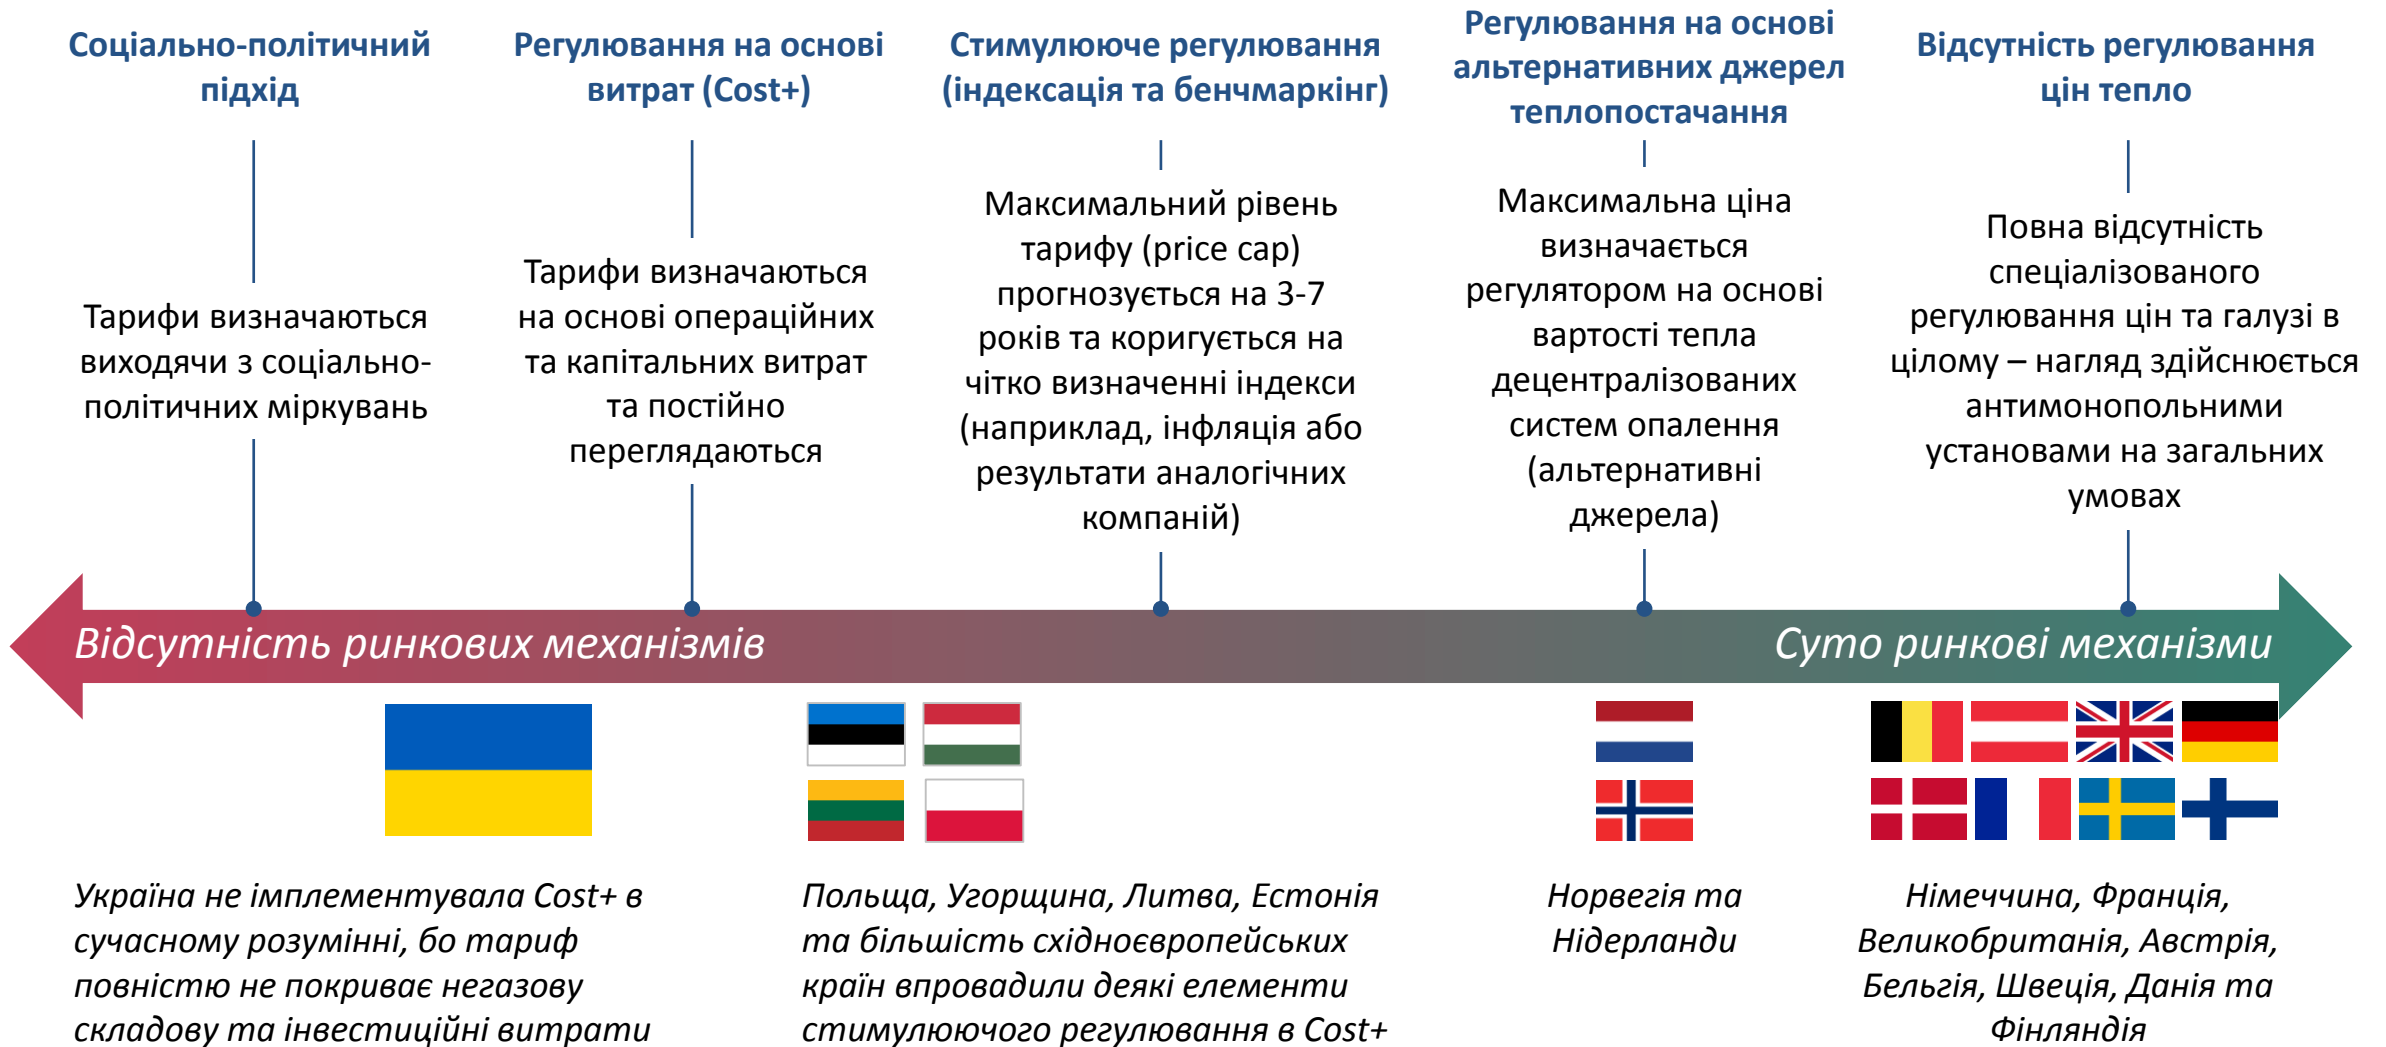 Соціально-політичний
підхід
Регулювання на основі
витрат (Cost+)
Стимулююче регулювання
(індексація та бенчмаркінг)
Регулювання на основі
альтернативних джерел
теплопостачання
Відсутність регулювання
цін тепло
Тарифи визначаються
виходячи з соціально-
політичних міркувань
Тарифи визначаються
на основі операційних
та капітальних витрат
та постійно
переглядаються
Максимальний рівень
тарифу (price cap)
прогнозується на 3-7
років та коригується на
чітко визначенні індекси
(наприклад, інфляція або
результати аналогічних
компаній)
Максимальна ціна
визначається
регулятором на основі
вартості тепла
децентралізованих
систем опалення
(альтернативні
джерела)
Повна відсутність
спеціалізованого
регулювання цін та галузі в
цілому – нагляд здійснюється
антимонопольними
установами на загальних
умовах
Відсутність ринкових механізмів
Суто ринкові механізми
Україна не імплементувала Cost+ в
сучасному розумінні, бо тариф
повністю не покриває негазову
складову та інвестиційні витрати
Польща, Угорщина, Литва, Естонія
та більшість східноєвропейських
країн впровадили деякі елементи
стимулюючого регулювання в Cost+
Норвегія та
Нідерланди
Німеччина, Франція,
Великобританія, Австрія,
Бельгія, Швеція, Данія та
Фінляндія